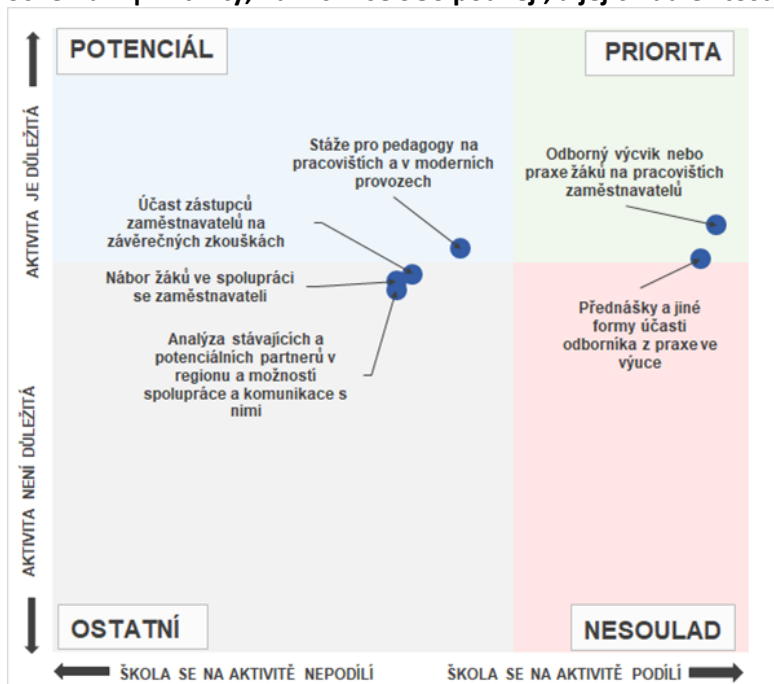 POTENCIÁL
PRIORITA
AKTIVITA JE DŮLEŽITÁ
Stáže pro pedagogy na
pracovištích a v moderních
provozech
Odborný výcvik nebo
praxe žáků na pracovištích
zaměstnavatelů
Účast zástupců
zaměstnavatelů na
závěrečných zkouškách
Nábor žáků ve spolupráci
se zaměstnavateli
Přednášky a jiné
formy účasti
odborníka z praxe ve
výuce
Analýza stávajících a
potenciálních partnerů v
regionu a možností
spolupráce a komunikace s
nimi
AKTIVITA NENÍ DŮLEŽITÁ
OSTATNÍ
NESOULAD
ŠKOLA SE NA AKTIVITĚ NEPODÍLÍ
ŠKOLA SE NA AKTIVITĚ PODÍLÍ